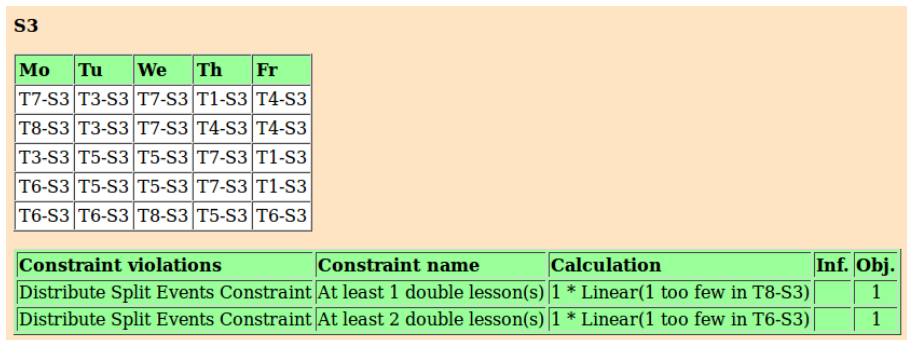 S3
Mo Tu We Th Fr
T7-S3 T3-S3 T7-S3 T1-S3 T4-S3
T8-S3 T3-S3 T7-S3 T4-S3 T4-S3
T3-S3 T5-S3 T5-S3 T7-S3 T1-S3
T6-S3 T5-S3 T5-S3 T7-S3 T1-S3
T6-S3 T6-S3 T8-S3 T5-S3 T6-S3
Constraint violations Constraint name Calculation Inf. Obj.
Distribute Split Events Constraint At least 1 double lesson(s) 1 * Linear(1 too few in T8-S3) 1
Distribute Split Events Constraint At least 2 double lesson(s) 1 * Linear(1 too few in T6-S3) 1